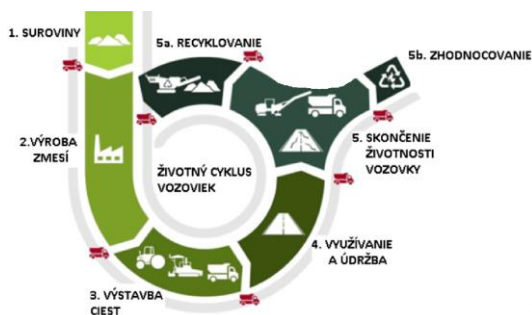 1. SUROVINY
5a. RECYKLOVANIE
5b. ZHODNOCOVANIE
2.VÝROBA
ZMESÍ
ŽIVOTNÝ CYKLUS
VOZOVIEK
5. SKONČENIE
ŽIVOTNOSTI
VOZOVKY
4. VYUŽÍVANIE
A ÚDRŽBA
3. VÝSTAVBA
CIEST